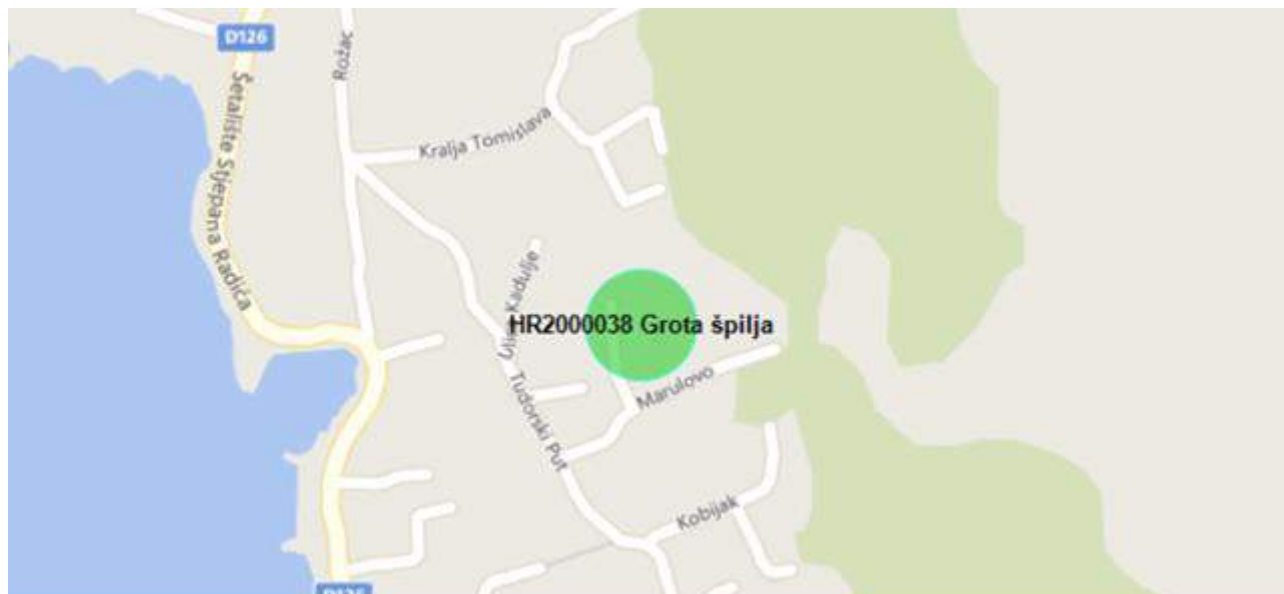 D126
Rožac
Šetalište Stjepana Radića
Kralja Tomislava
Ulica Kadulje
HR2000038 Grota špilja
Tudorski Put
Marulovo
Kobijak
D126